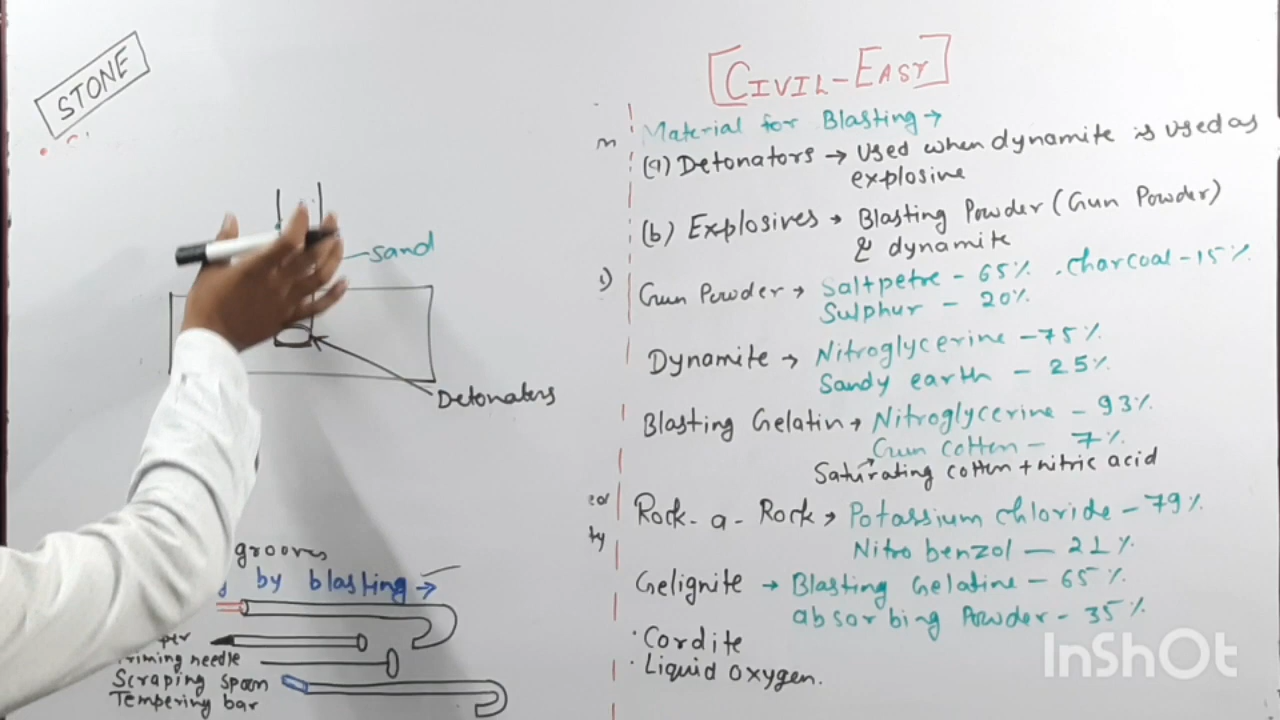 STONE
[CIVIL-EASY]
Material for Blasting →
(a) Detonators → Used when dynamite is used as
explosive
(b) Explosives → Blasting Powder (Gun Powder)
& dynamite
Gun Powder → Saltpetre - 65% . Charcoal - 15%
Sulphur - 20%
Dynamite → Nitroglycerine - 75%
Sandy earth - 25%
Blasting Gelatin → Nitroglycerine - 93%
Gun cotten - 7%
Saturating cotten + nitric acid
Rock-a-Rock → Potassium chloride - 79%
Nitro benzol - 21%
Gelignite → Blasting Gelatine - 65%
absorbing Powder - 35%
. Cordite
. Liquid Oxygen.
sand
Detonaters
grooves
by blasting →
Priming needle
Scraping spoon
Tempering bar
InShOt